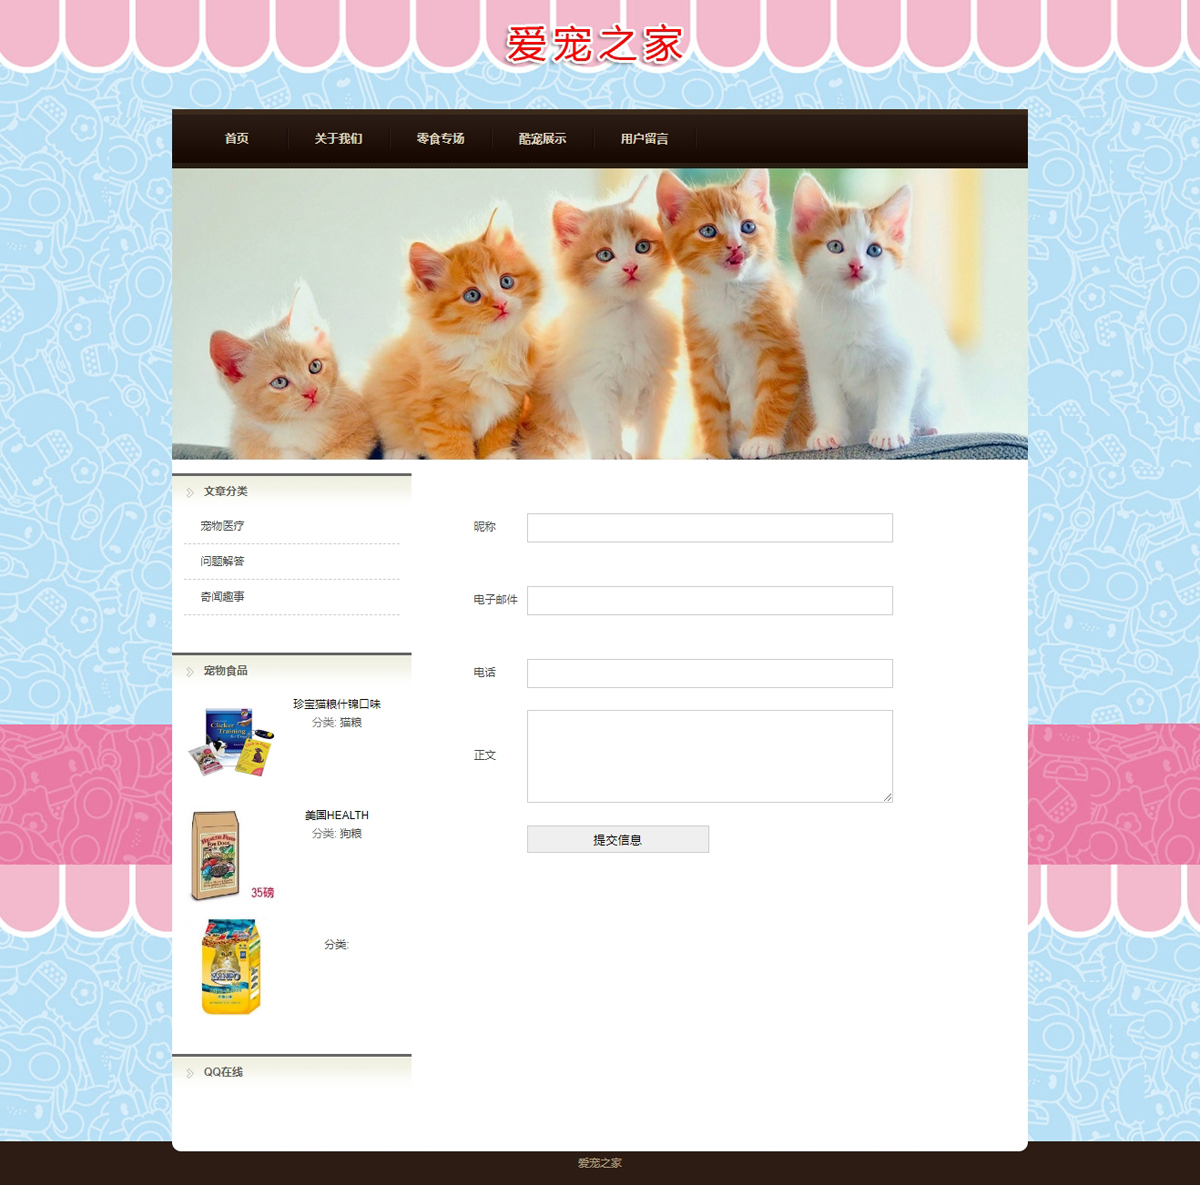 爱宠之家
首页 关于我们 零食专场 酷宠展示 用户留言
文章分类
宠物医疗
问题解答
奇闻趣事
宠物食品
珍宝猫粮什锦口味
分类: 猫粮
Clicker
Training
美国HEALTH
分类: 狗粮
HEALTH FOOD
FOR DOGS
35磅
分类:
QQ在线
昵称
电子邮件
电话
正文
提交信息
爱宠之家